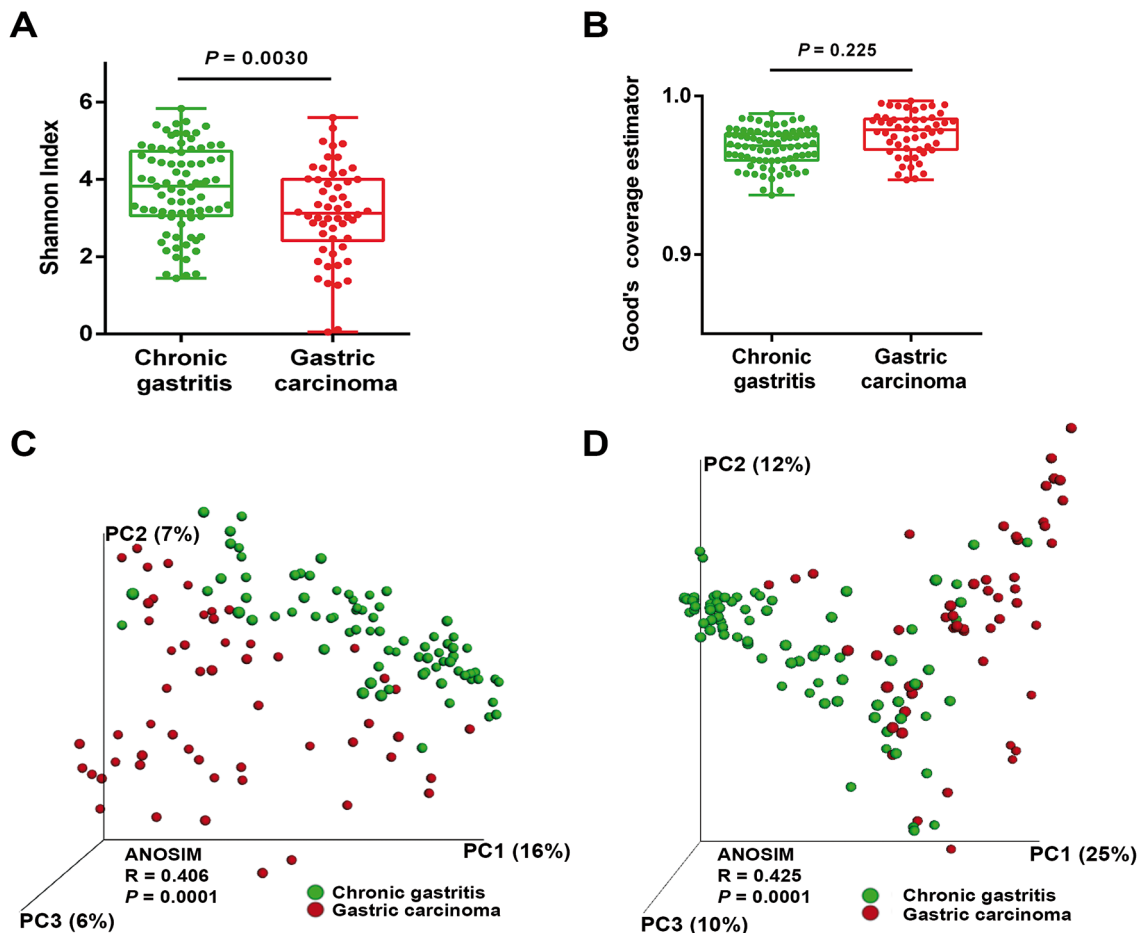 A
P = 0.0030
Shannon Index
6
4
2
0
Chronic
gastritis
Gastric
carcinoma
B
P = 0.225
Good's coverage estimator
1.0
0.9
Chronic
gastritis
Gastric
carcinoma
C
PC2 (7%)
PC1 (16%)
ANOSIM
R = 0.406
P = 0.0001
PC3 (6%)
Chronic gastritis
Gastric carcinoma
D
PC2 (12%)
PC1 (25%)
ANOSIM
R = 0.425
P = 0.0001
PC3 (10%)
Chronic gastritis
Gastric carcinoma